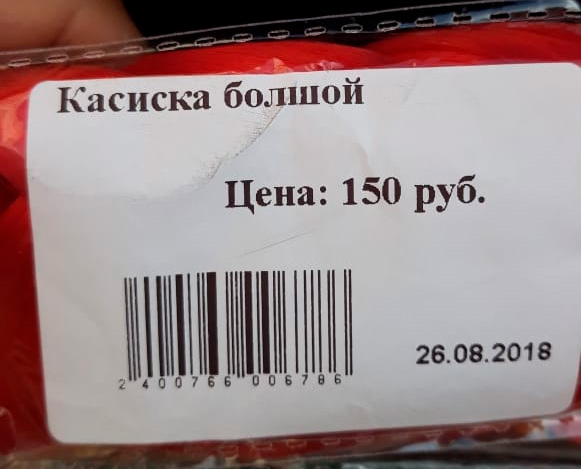 Касиска болшой
Цена: 150 руб.
26.08.2018
2 400766 006786